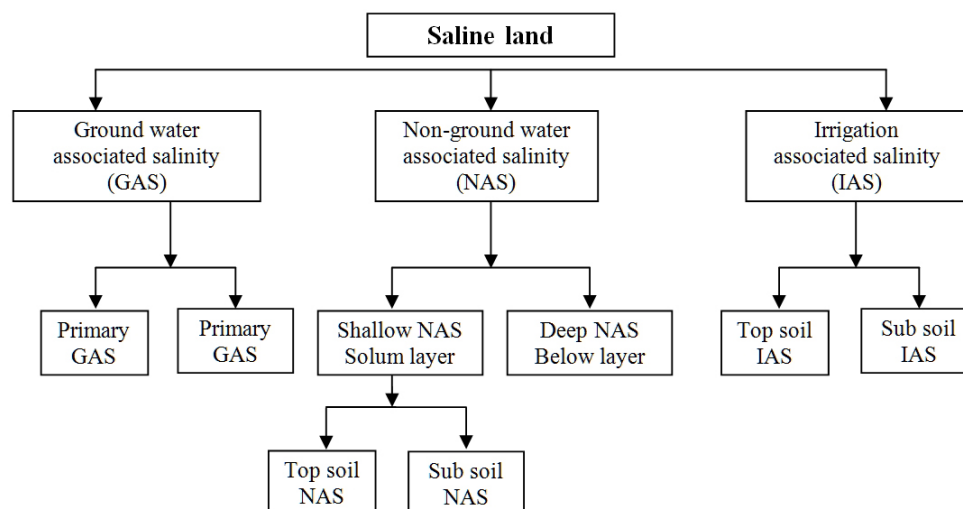 Saline land
Ground water
associated salinity
(GAS)
Non-ground water
associated salinity
(NAS)
Irrigation
associated salinity
(IAS)
Primary
GAS
Primary
GAS
Shallow NAS
Solum layer
Deep NAS
Below layer
Top soil
IAS
Sub soil
IAS
Top soil
NAS
Sub soil
NAS